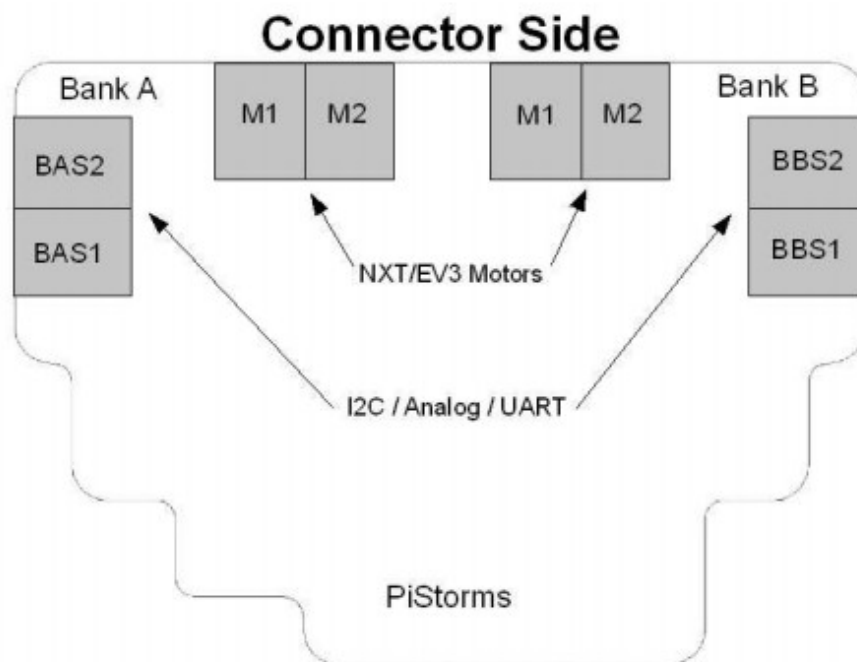 Connector Side
Bank A
M1 M2
M1 M2
Bank B
BAS2
BBS2
BAS1
BBS1
NXT/EV3 Motors
I2C / Analog / UART
PiStorms